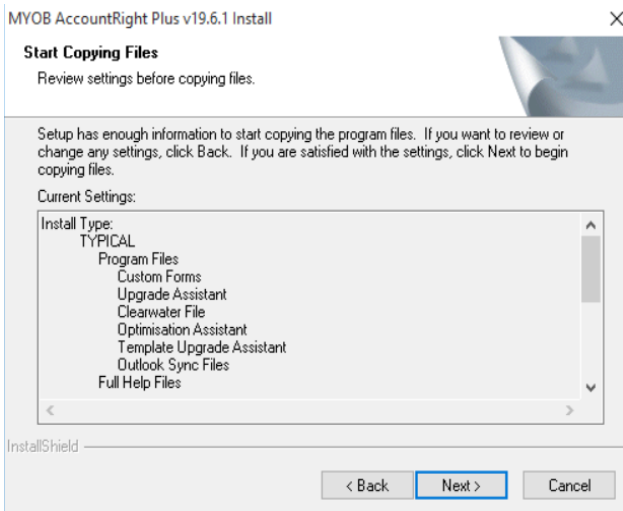 MYOB AccountRight Plus v19.6.1 Install
Start Copying Files
Review settings before copying files.
Setup has enough information to start copying the program files. If you want to review or
change any settings, click Back. If you are satisfied with the settings, click Next to begin
copying files.
Current Settings:
Install Type:
TYPICAL
Program Files
Custom Forms
Upgrade Assistant
Clearwater File
Optimisation Assistant
Template Upgrade Assistant
Outlook Sync Files
Full Help Files
InstallShield
< Back
Next >
Cancel